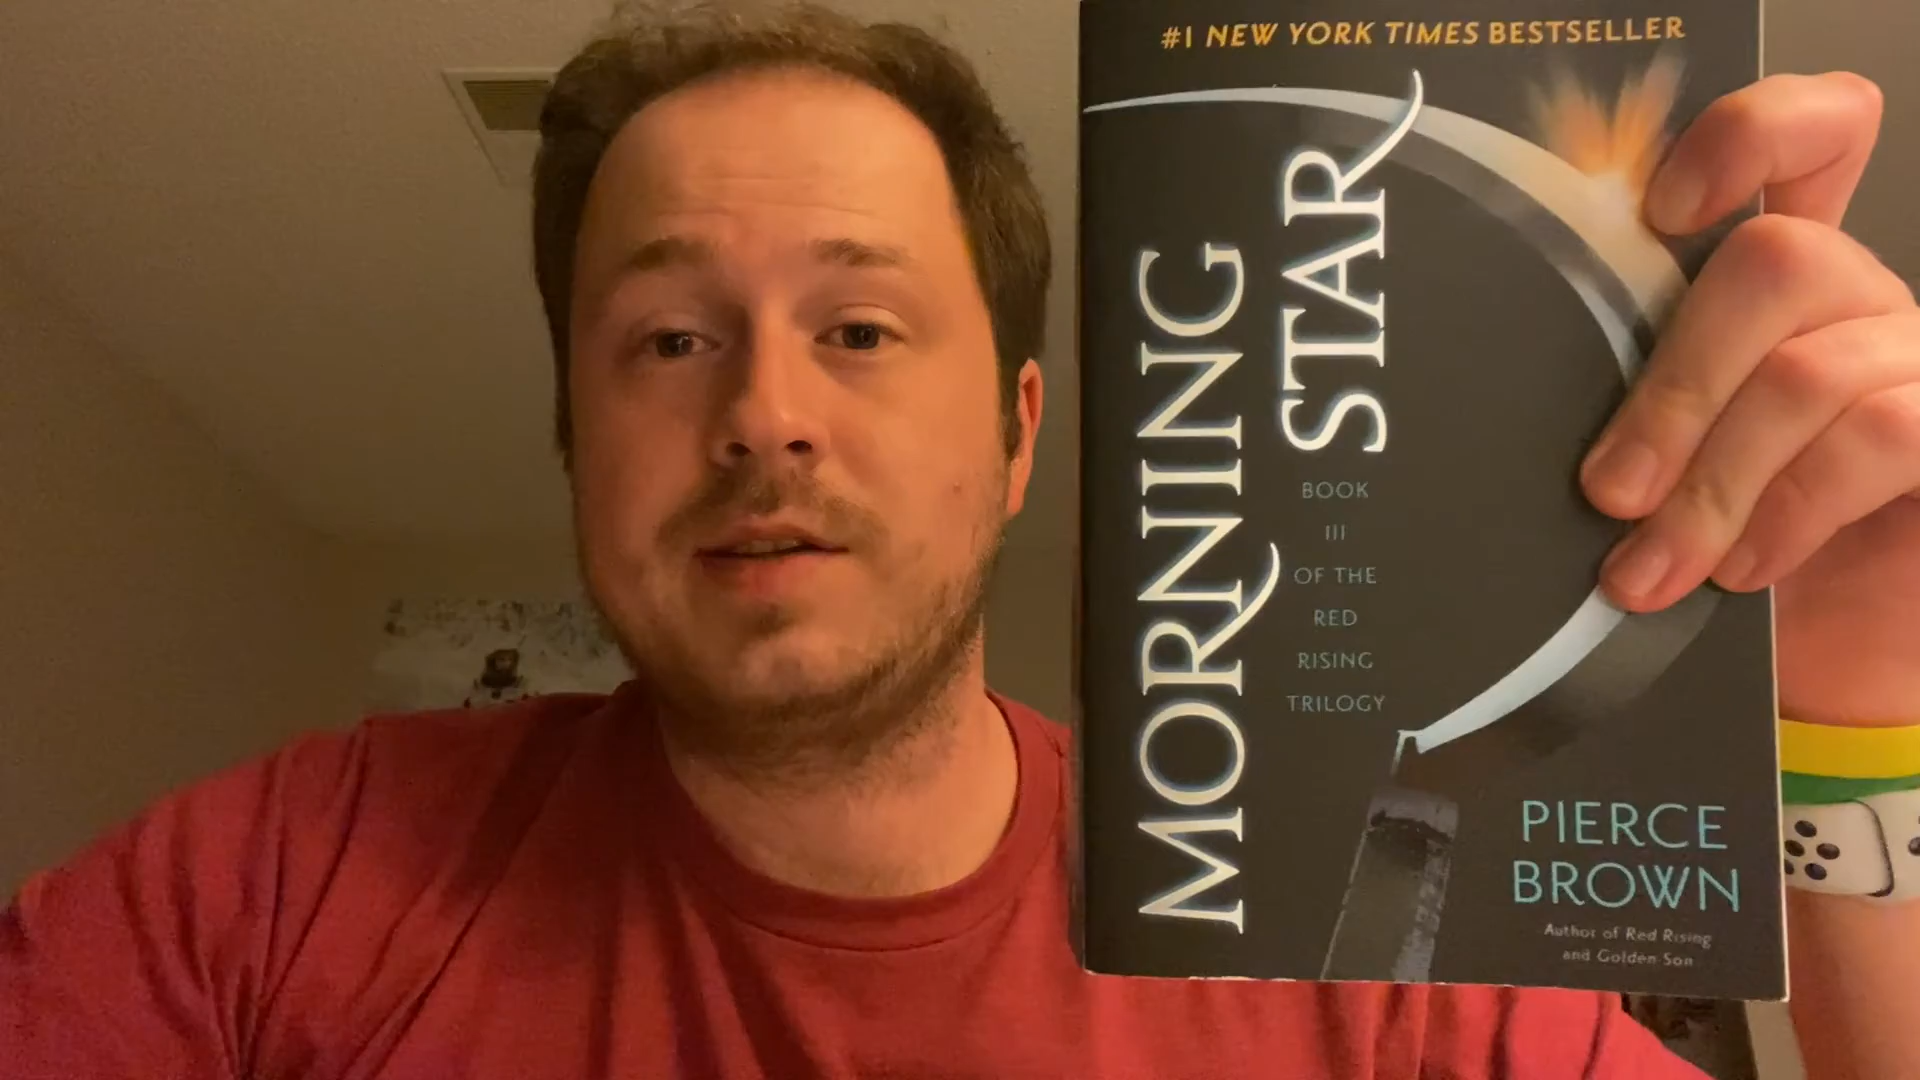 #1 NEW YORK TIMES BESTSELLER
MORNING
STAR
BOOK
III
OF THE
RED
RISING
TRILOGY
PIERCE
BROWN
Author of Red Rising
and Golden Son